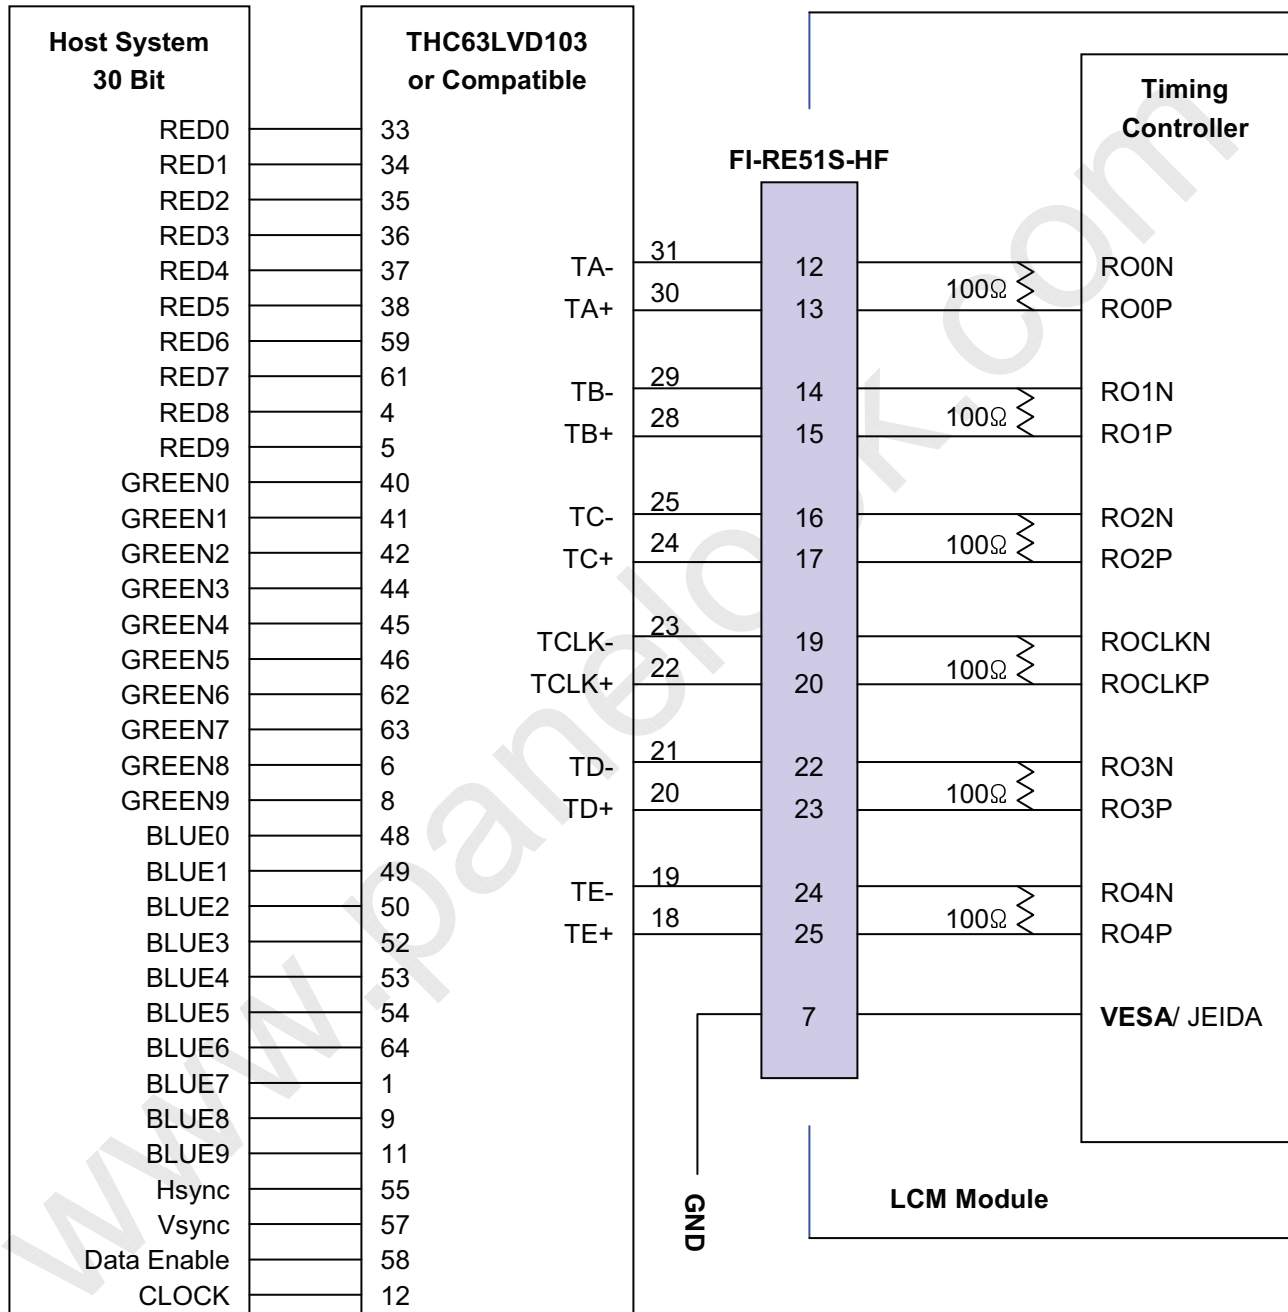 Host System
30 Bit
THC63LVD103
or Compatible
Timing
Controller
FI-RE51S-HF
RED0 33
RED1 34
RED2 35
RED3 36
RED4 37
RED5 38
RED6 59
RED7 61
RED8 4
RED9 5
GREEN0 40
GREEN1 41
GREEN2 42
GREEN3 44
GREEN4 45
GREEN5 46
GREEN6 62
GREEN7 63
GREEN8 6
GREEN9 8
BLUE0 48
BLUE1 49
BLUE2 50
BLUE3 52
BLUE4 53
BLUE5 54
BLUE6 64
BLUE7 1
BLUE8 9
BLUE9 11
Hsync 55
Vsync 57
Data Enable 58
CLOCK 12
TA- 31 12 RO0N
100Ω
TA+ 30 13 RO0P
TB- 29 14 RO1N
100Ω
TB+ 28 15 RO1P
TC- 25 16 RO2N
100Ω
TC+ 24 17 RO2P
TCLK- 23 19 ROCLKN
100Ω
TCLK+ 22 20 ROCLKP
TD- 21 22 RO3N
100Ω
TD+ 20 23 RO3P
TE- 19 24 RO4N
100Ω
TE+ 18 25 RO4P
7 VESA/ JEIDA
GND
LCM Module
www.panelook.com